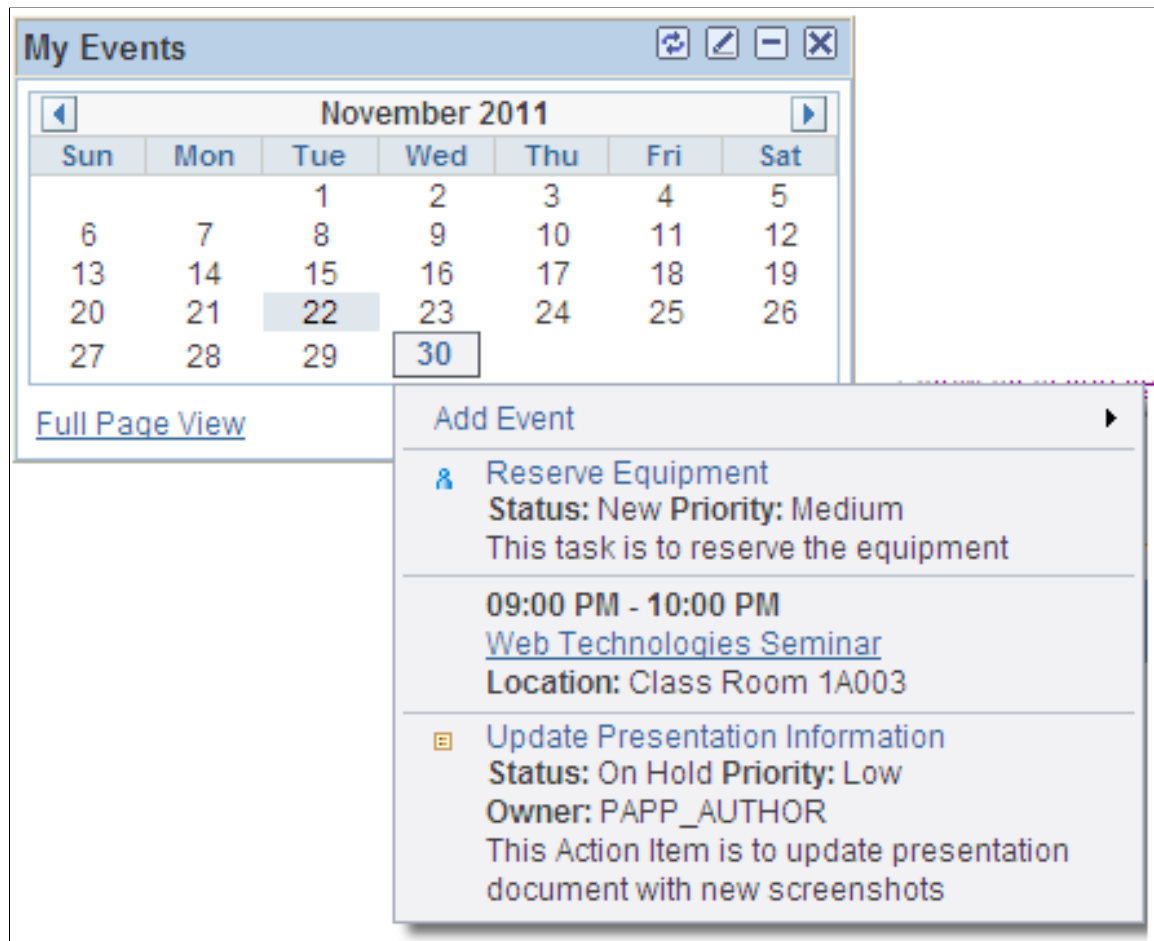 My Events
November 2011
Sun Mon Tue Wed Thu Fri Sat
1 2 3 4 5
6 7 8 9 10 11 12
13 14 15 16 17 18 19
20 21 22 23 24 25 26
27 28 29 30
Full Page View
Add Event
Reserve Equipment
Status: New Priority: Medium
This task is to reserve the equipment
09:00 PM - 10:00 PM
Web Technologies Seminar
Location: Class Room 1A003
Update Presentation Information
Status: On Hold Priority: Low
Owner: PAPP_AUTHOR
This Action Item is to update presentation
document with new screenshots